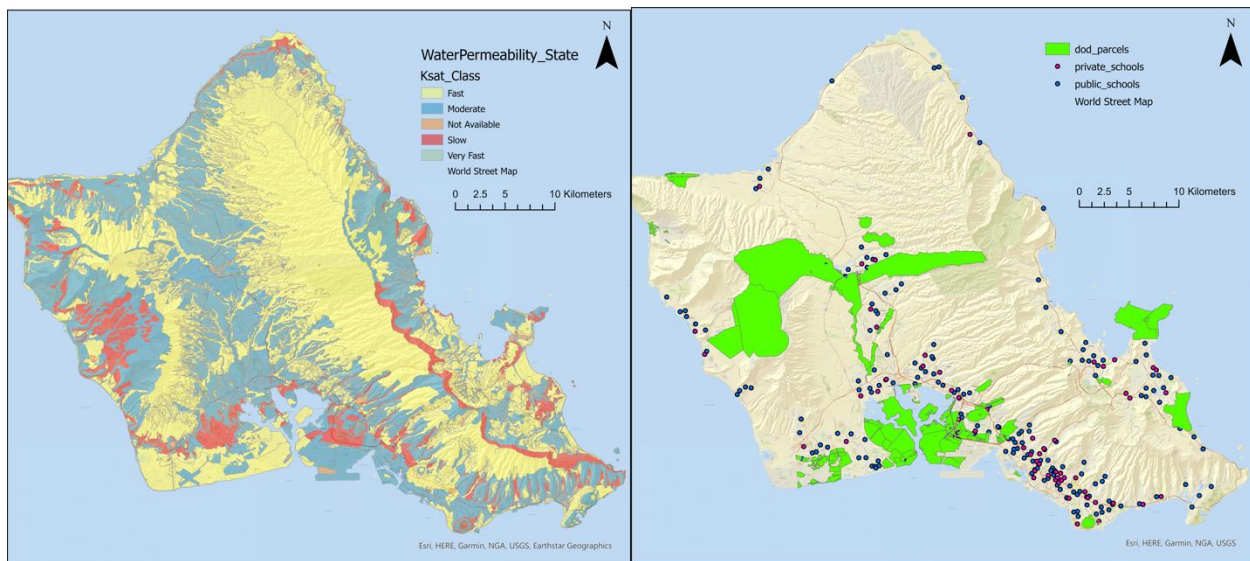 N
WaterPermeability_State
Ksat_Class
Fast
Moderate
Not Available
Slow
Very Fast
World Street Map
0 2.5 5 10 Kilometers
Esri, HERE, Garmin, NGA, USGS, Earthstar Geographics
N
dod_parcels
private_schools
public_schools
World Street Map
0 2.5 5 10 Kilometers
Esri, HERE, Garmin, NGA, USGS